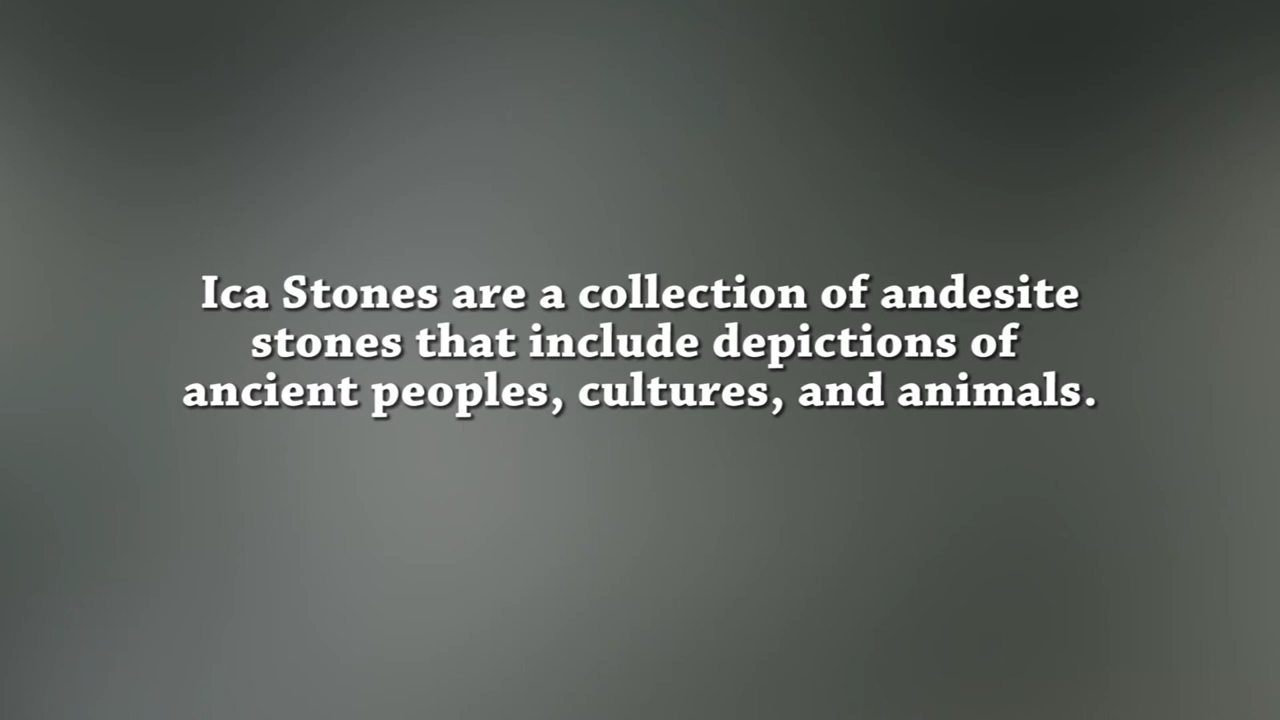 Ica Stones are a collection of andesite
stones that include depictions of
ancient peoples, cultures, and animals.